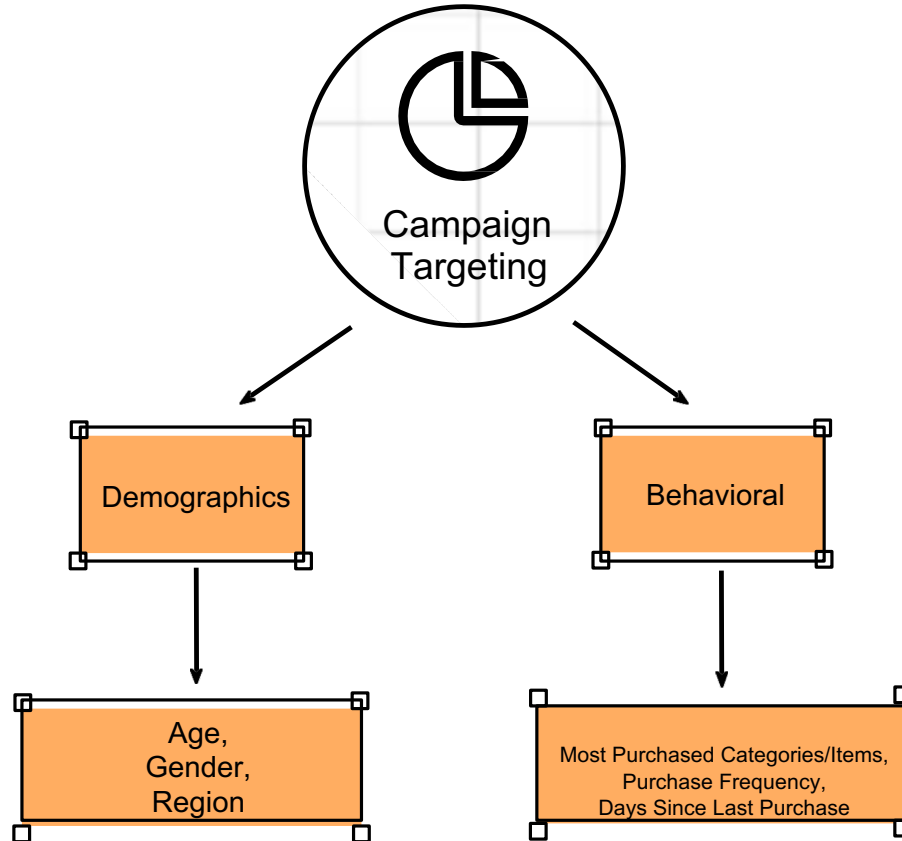 Campaign
Targeting
Demographics
Behavioral
Age,
Gender,
Region
Most Purchased Categories/Items,
Purchase Frequency,
Days Since Last Purchase